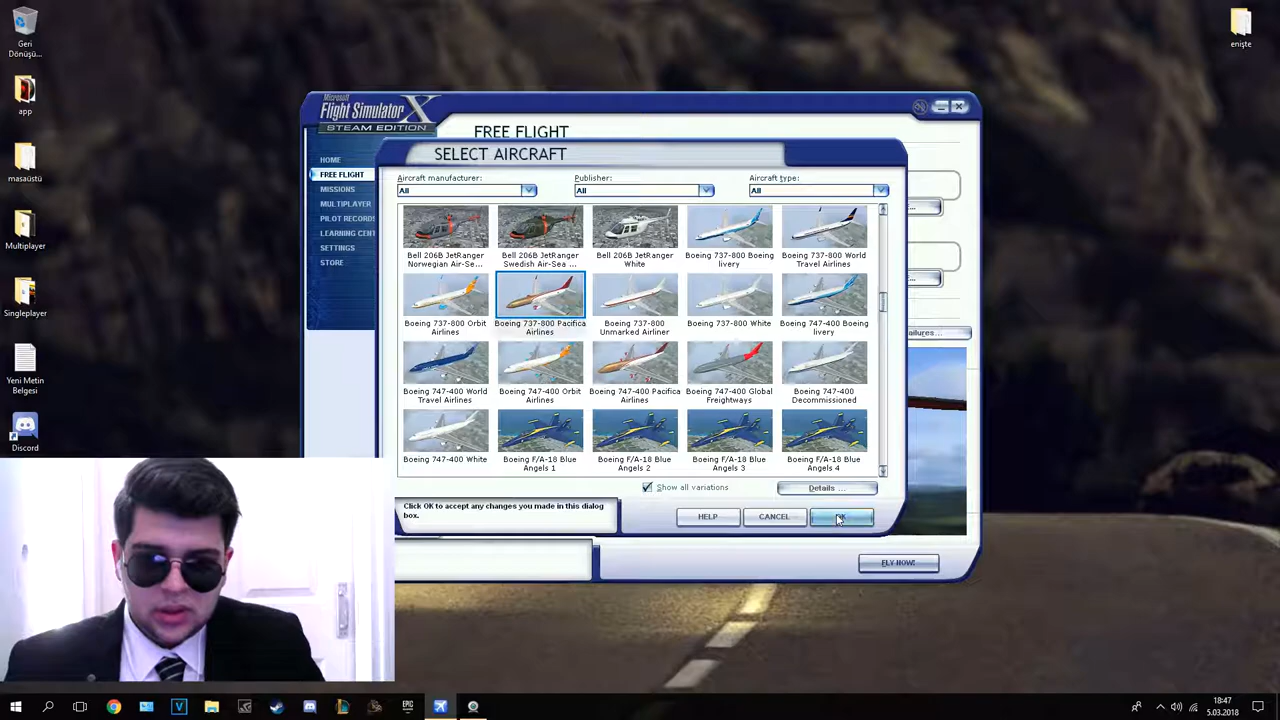 Geri
Dönüşü...
app
masaüstü
Multiplayer
Singleplayer
Yeni Metin
Belgesi
Discord
enişte
Microsoft
Flight Simulator X
STEAM EDITION
FREE FLIGHT
HOME
FREE FLIGHT
MISSIONS
MULTIPLAYER
PILOT RECORDS
LEARNING CENT
SETTINGS
STORE
SELECT AIRCRAFT
Aircraft manufacturer:
Publisher:
Aircraft type:
All
All
All
Bell 206B JetRanger
Norwegian Air-Se...
Bell 206B JetRanger
Swedish Air-Sea ...
Bell 206B JetRanger
White
Boeing 737-800 Boeing
livery
Boeing 737-800 World
Travel Airlines
Boeing 737-800 Orbit
Airlines
Boeing 737-800 Pacifica
Airlines
Boeing 737-800
Unmarked Airliner
Boeing 737-800 White
Boeing 747-400 Boeing
livery
Boeing 747-400 World
Travel Airlines
Boeing 747-400 Orbit
Airlines
Boeing 747-400 Pacifica
Airlines
Boeing 747-400 Global
Freightways
Boeing 747-400
Decommissioned
Boeing 747-400 White
Boeing F/A-18 Blue
Angels 1
Boeing F/A-18 Blue
Angels 2
Boeing F/A-18 Blue
Angels 3
Boeing F/A-18 Blue
Angels 4
Show all variations
Details ...
Click OK to accept any changes you made in this dialog
box.
HELP
CANCEL
OK
ailures...
FLY NOW!
EPIC
18:47
5.03.2018